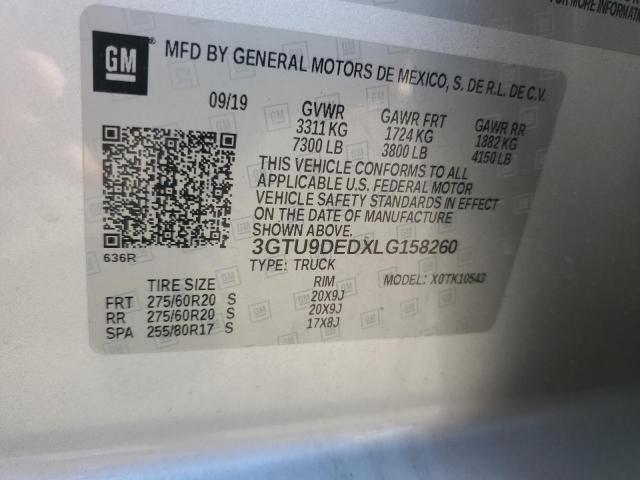 FOR MORE INFORMATION
GM ®
MFD BY GENERAL MOTORS DE MEXICO, S. DE R.L. DE C.V.
09/19 GVWR GAWR FRT GAWR RR
3311 KG 1724 KG 1882 KG
7300 LB 3800 LB 4150 LB
THIS VEHICLE CONFORMS TO ALL
APPLICABLE U.S. FEDERAL MOTOR
VEHICLE SAFETY STANDARDS IN EFFECT
ON THE DATE OF MANUFACTURE
SHOWN ABOVE.
3GTU9DEDXLG158260
636R TYPE: TRUCK MODEL: X0TK10543
TIRE SIZE RIM
FRT 275/60R20 S 20X9J
RR 275/60R20 S 20X9J
SPA 255/80R17 S 17X8J